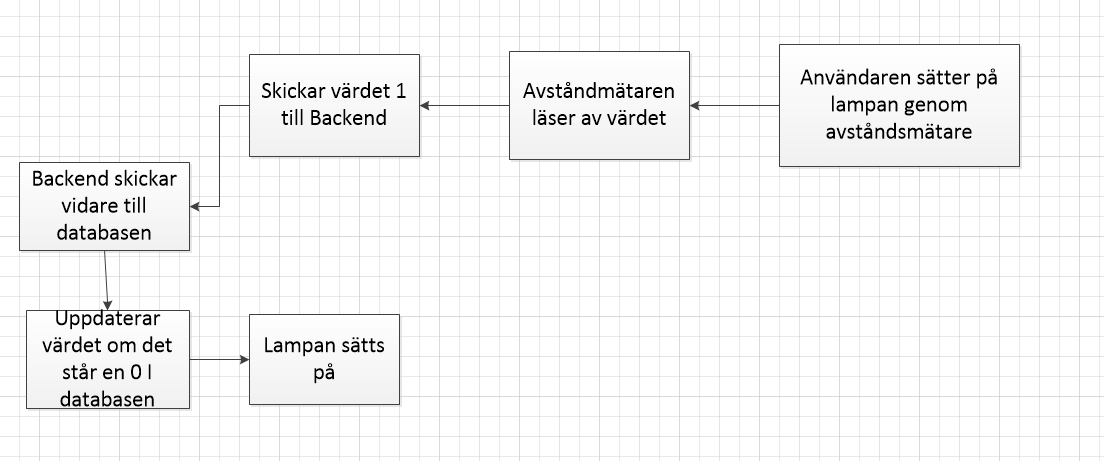 Skickar värdet 1
till Backend
Avståndmätaren
läser av värdet
Användaren sätter på
lampan genom
avståndsmätare
Backend skickar
vidare till
databasen
Uppdaterar
värdet om det
står en 0 I
databasen
Lampan sätts
på